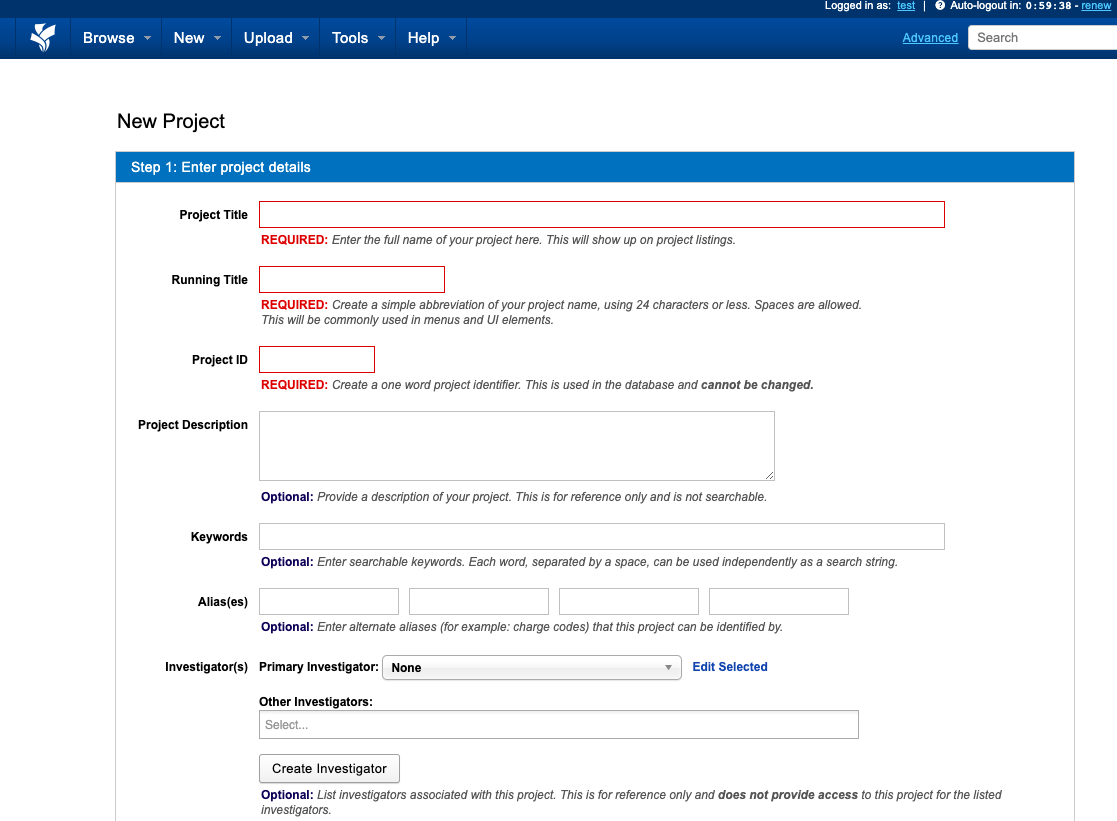 Logged in as: test | Auto-logout in: 0:59:38 - renew
Browse New Upload Tools Help Advanced Search
New Project
Step 1: Enter project details
Project Title
REQUIRED: Enter the full name of your project here. This will show up on project listings.
Running Title
REQUIRED: Create a simple abbreviation of your project name, using 24 characters or less. Spaces are allowed.
This will be commonly used in menus and UI elements.
Project ID
REQUIRED: Create a one word project identifier. This is used in the database and cannot be changed.
Project Description
Optional: Provide a description of your project. This is for reference only and is not searchable.
Keywords
Optional: Enter searchable keywords. Each word, separated by a space, can be used independently as a search string.
Alias(es)
Optional: Enter alternate aliases (for example: charge codes) that this project can be identified by.
Investigator(s) Primary Investigator: None Edit Selected
Other Investigators:
Select...
Create Investigator
Optional: List investigators associated with this project. This is for reference only and does not provide access to this project for the listed
investigators.